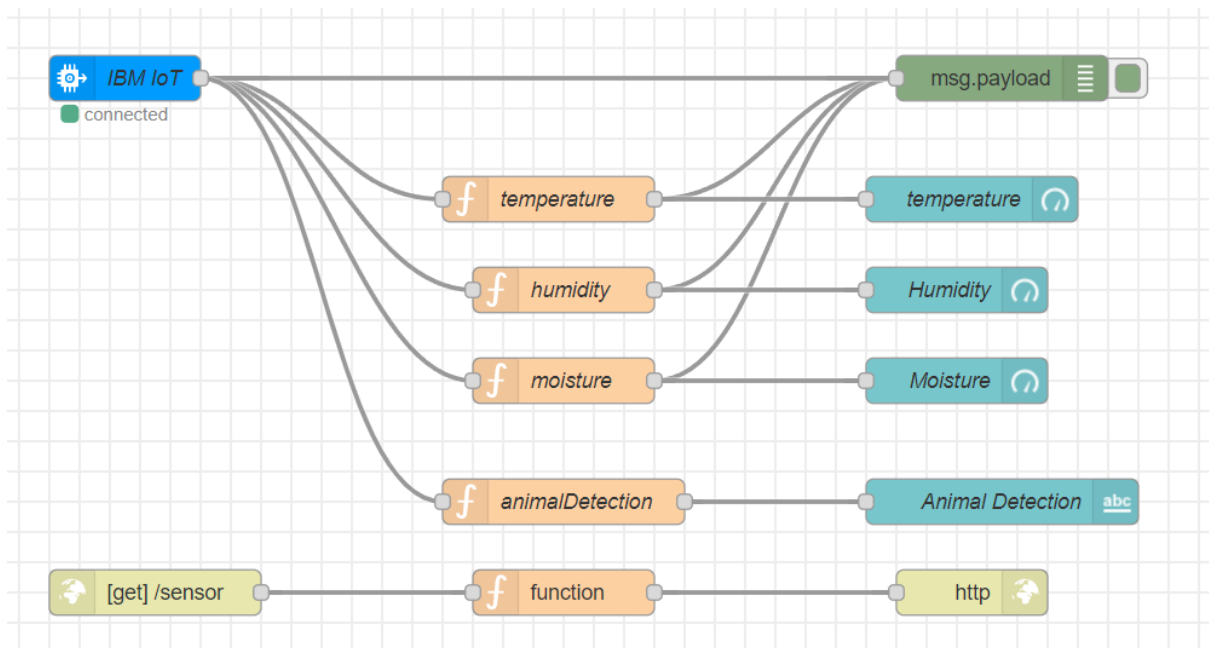 IBM IoT
msg.payload
connected
temperature
temperature
humidity
Humidity
moisture
Moisture
animalDetection
Animal Detection
abc
[get] /sensor
function
http